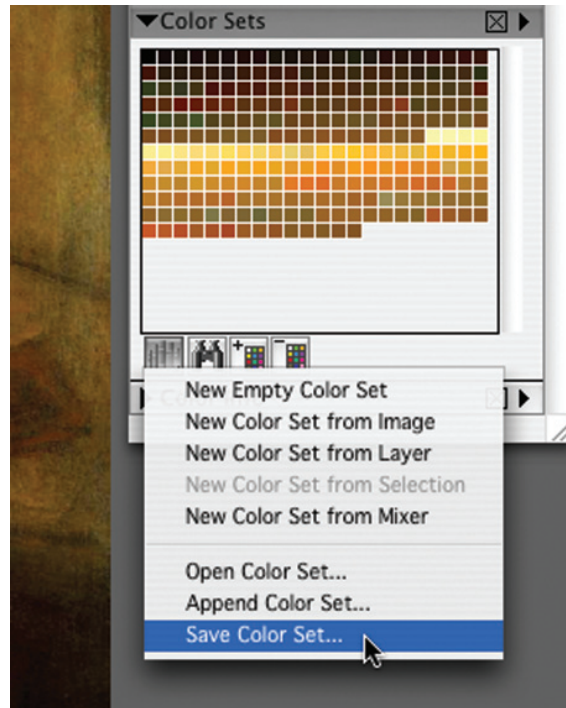 Color Sets
New Empty Color Set
New Color Set from Image
New Color Set from Layer
New Color Set from Selection
New Color Set from Mixer
Open Color Set...
Append Color Set...
Save Color Set...